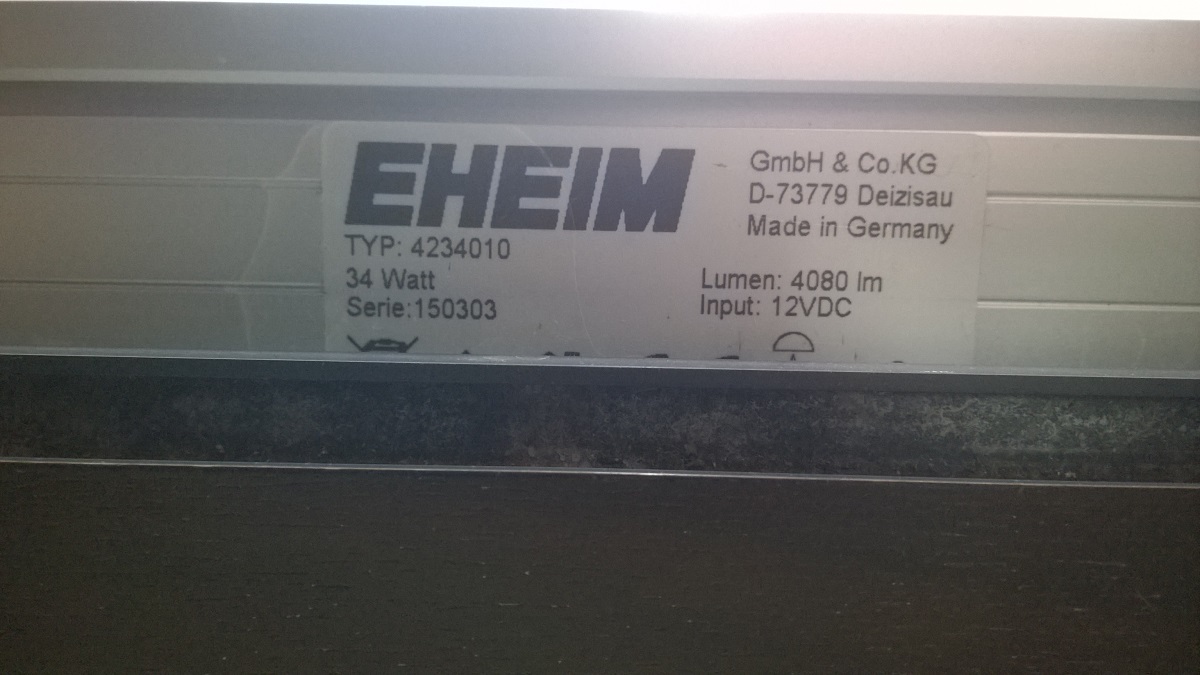 EHEIM
GmbH & Co.KG
D-73779 Deizisau
Made in Germany
TYP: 4234010
34 Watt
Lumen: 4080 lm
Serie:150303
Input: 12VDC